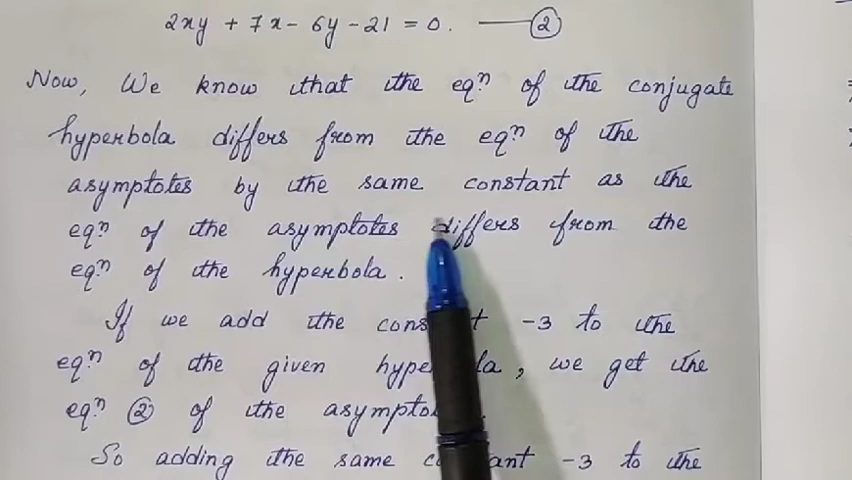 2xy + 7x - 6y - 21 = 0. ——②
Now, We know that the eqⁿ of the conjugate
hyperbola differs from the eqⁿ of the
asymptotes by the same constant as the
eqⁿ of the asymptotes differs from the
eqⁿ of the hyperbola.
If we add the -3 to the
eqⁿ of the given , we get the
eqⁿ ② of the
So adding the same -3 to the